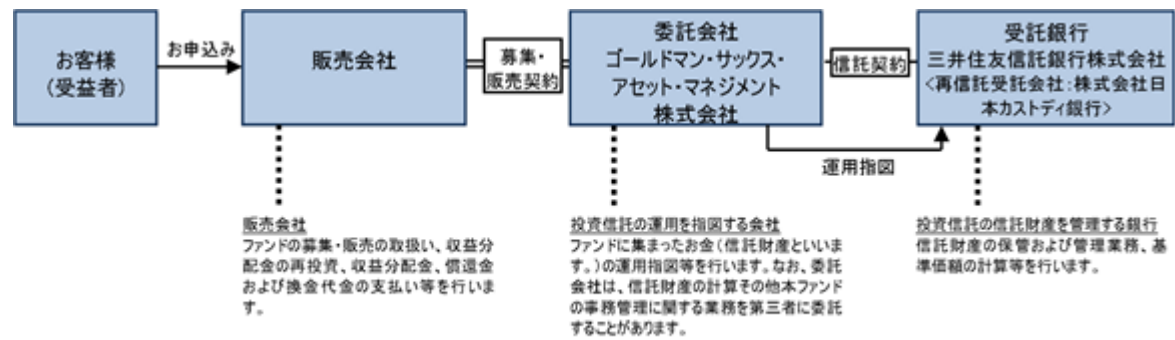 お客様
（受益者）
お申込み
販売会社
募集・
販売契約
委託会社
ゴールドマン・サックス・
アセット・マネジメント
株式会社
信託契約
受託銀行
三井住友信託銀行株式会社
＜再信託受託会社：株式会社日
本カストディ銀行＞
運用指図
販売会社
ファンドの募集・販売の取扱い、収益分
配金の再投資、収益分配金、償還金
および換金代金の支払い等を行いま
す。
投資信託の運用を指図する会社
ファンドに集まったお金（信託財産といいま
す。）の運用指図等を行います。なお、委託
会社は、信託財産の計算その他本ファンド
の事務管理に関する業務を第三者に委託
することがあります。
投資信託の信託財産を管理する銀行
信託財産の保管および管理業務、基
準価額の計算等を行います。